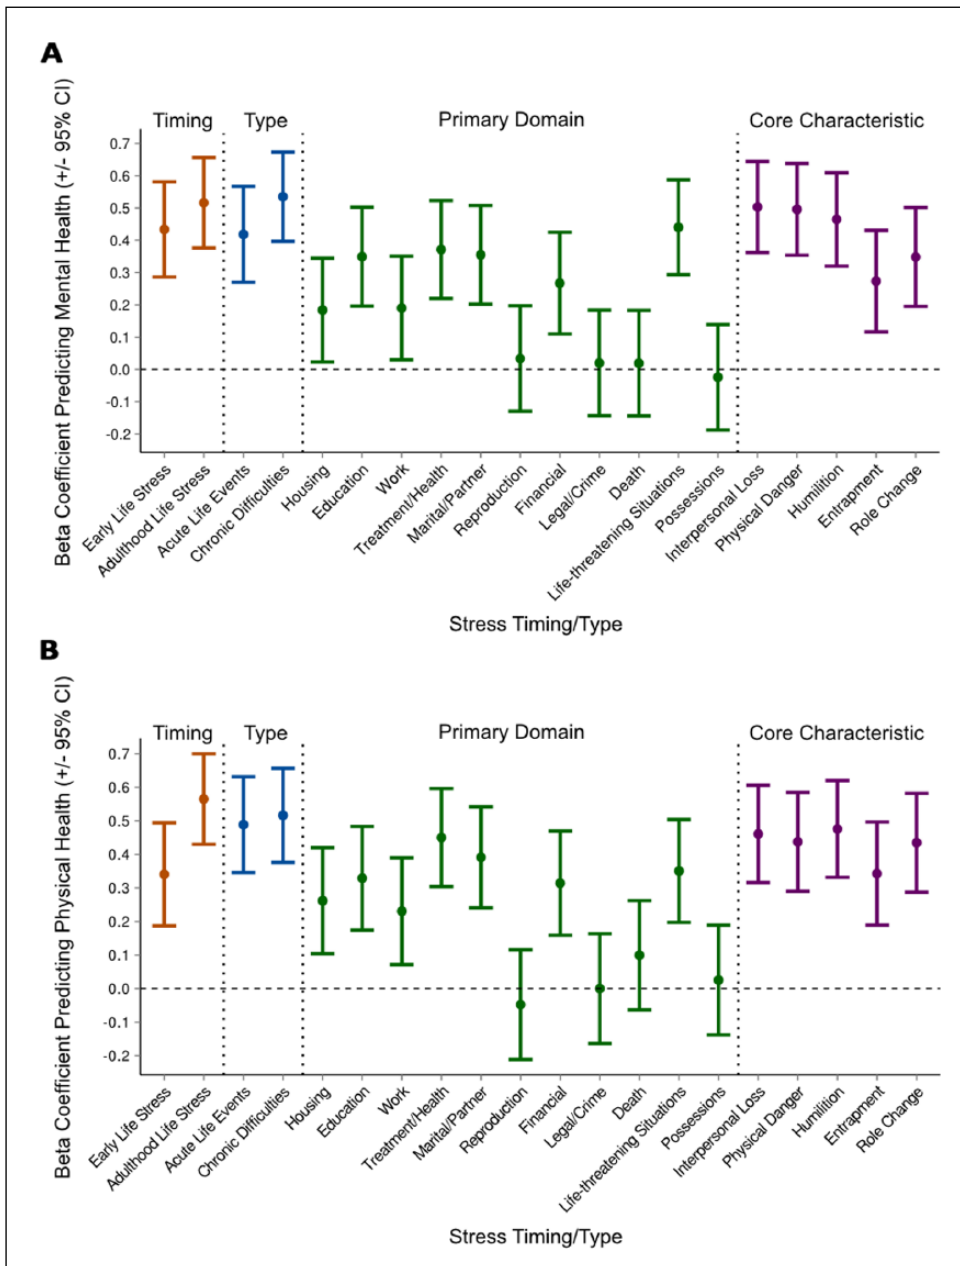 A
Beta Coefficient Predicting Mental Health (+/- 95% CI)
Timing
Type
Primary Domain
Core Characteristic
0.7
0.6
0.5
0.4
0.3
0.2
0.1
0.0
-0.1
-0.2
Early Life Stress
Adulthood Life Stress
Acute Life Events
Chronic Difficulties
Housing
Education
Work
Treatment/Health
Marital/Partner
Reproduction
Financial
Legal/Crime
Death
Life-threatening Situations
Possessions
Interpersonal Loss
Physical Danger
Humilition
Entrapment
Role Change
Stress Timing/Type
B
Beta Coefficient Predicting Physical Health (+/- 95% CI)
Timing
Type
Primary Domain
Core Characteristic
0.7
0.6
0.5
0.4
0.3
0.2
0.1
0.0
-0.1
-0.2
Early Life Stress
Adulthood Life Stress
Acute Life Events
Chronic Difficulties
Housing
Education
Work
Treatment/Health
Marital/Partner
Reproduction
Financial
Legal/Crime
Death
Life-threatening Situations
Possessions
Interpersonal Loss
Physical Danger
Humilition
Entrapment
Role Change
Stress Timing/Type